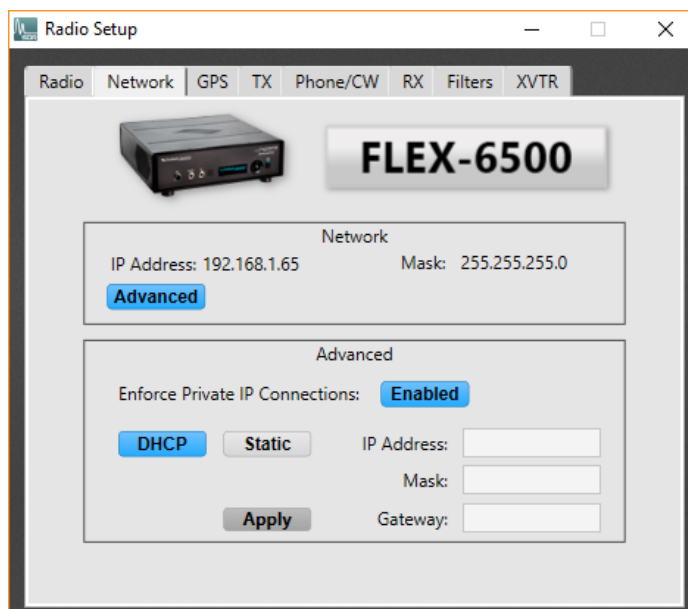 Radio Setup
Radio Network GPS TX Phone/CW RX Filters XVTR
FLEX-6500
Network
IP Address: 192.168.1.65 Mask: 255.255.255.0
Advanced
Advanced
Enforce Private IP Connections: Enabled
DHCP Static IP Address:
Mask:
Apply Gateway: